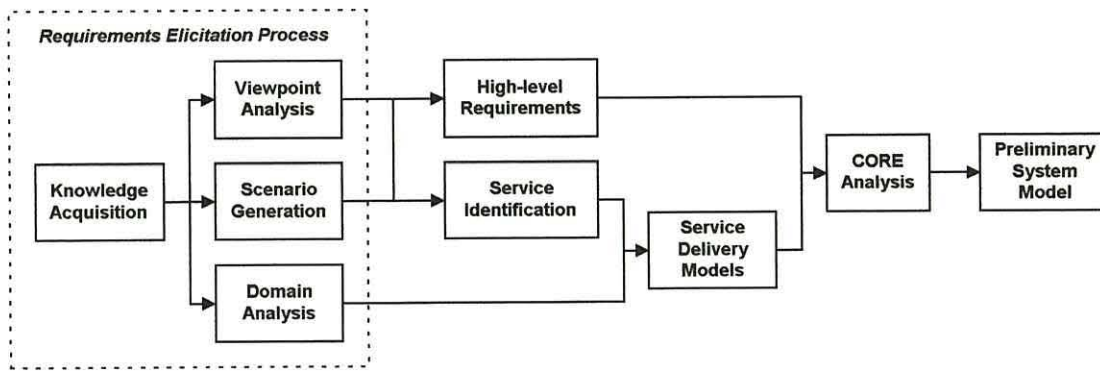 Requirements Elicitation Process
Viewpoint
Analysis
High-level
Requirements
Knowledge
Acquisition
Scenario
Generation
Service
Identification
Domain
Analysis
Service
Delivery
Models
CORE
Analysis
Preliminary
System
Model